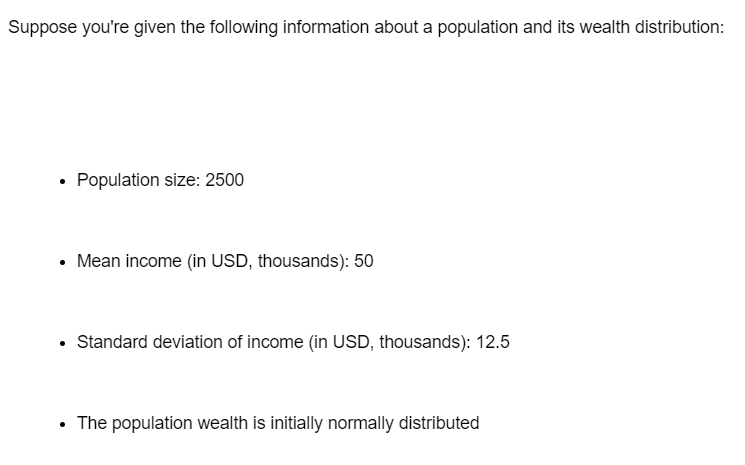 Suppose you're given the following information about a population and its wealth distribution:
• Population size: 2500
• Mean income (in USD, thousands): 50
• Standard deviation of income (in USD, thousands): 12.5
• The population wealth is initially normally distributed